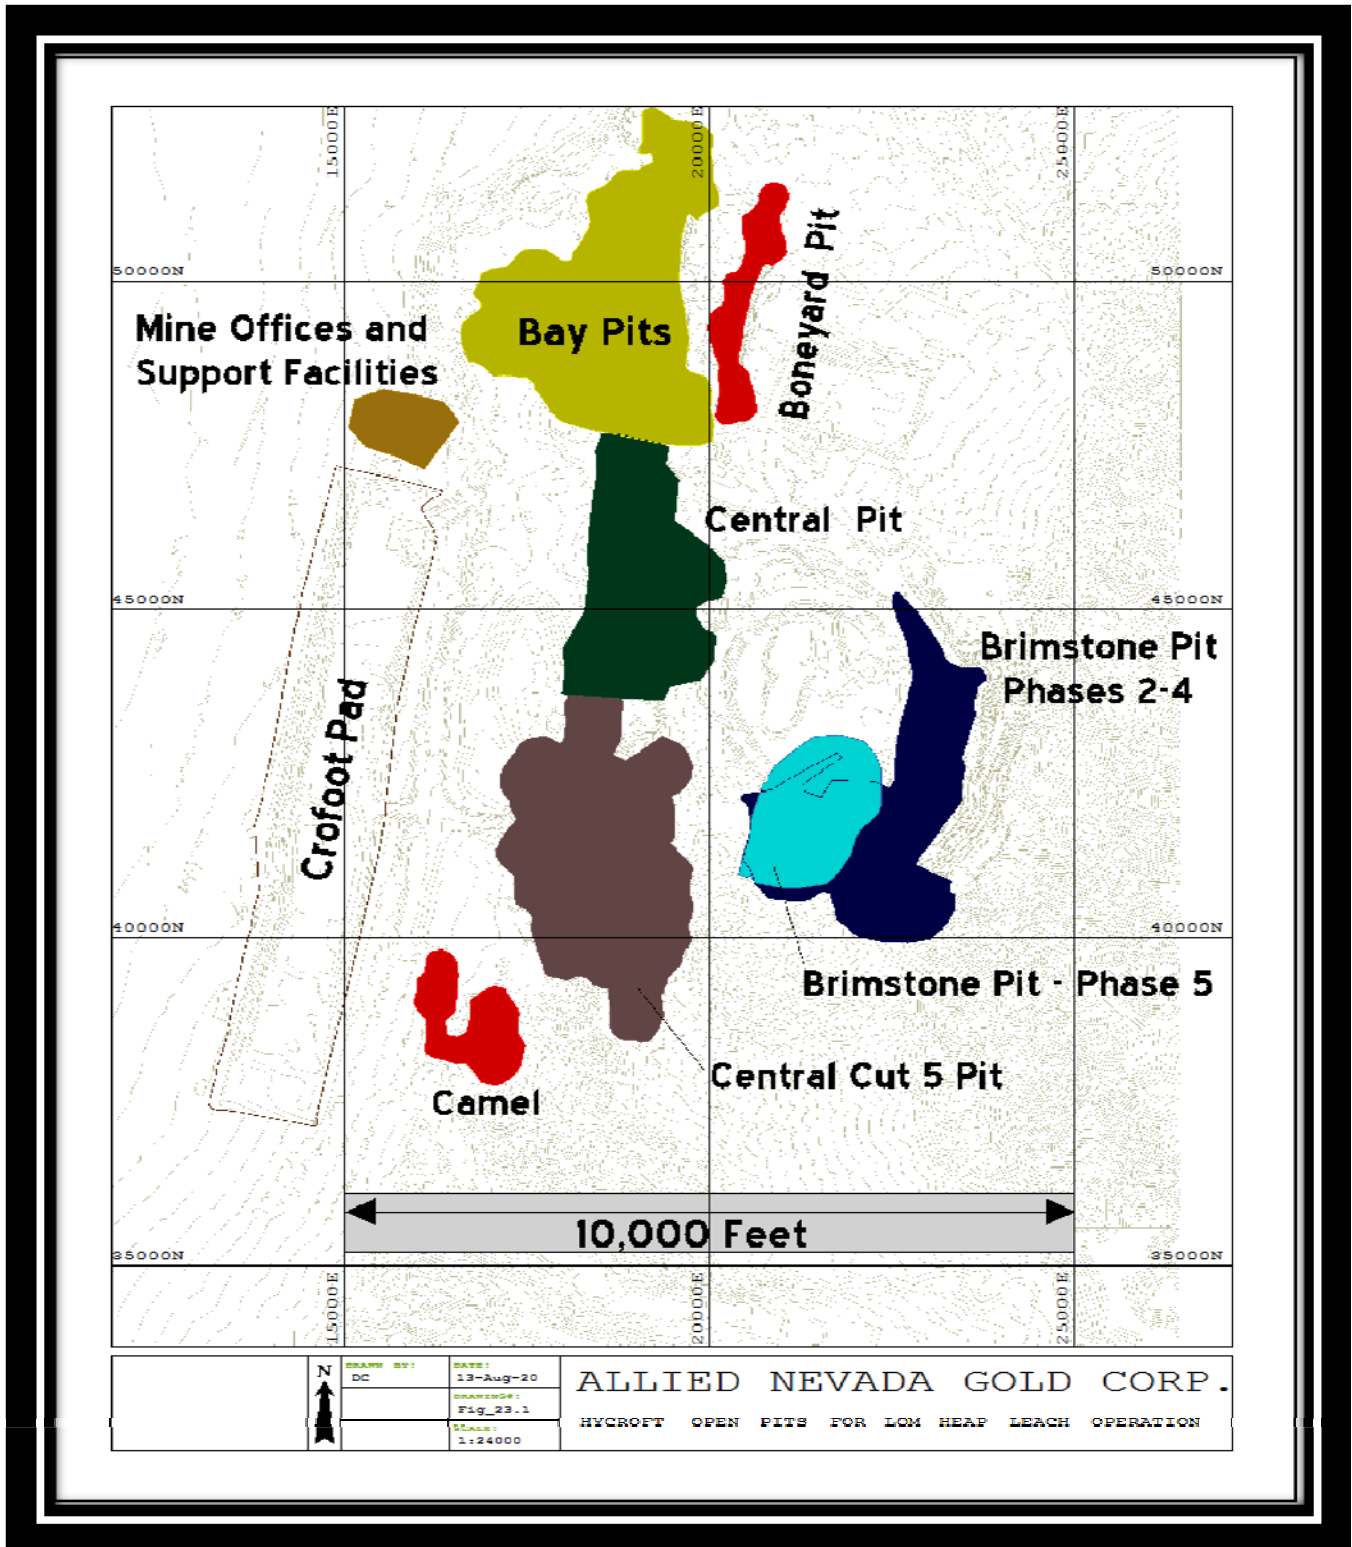 15000E
20000E
25000E
50000N
50000N
Boneyard Pit
Mine Offices and
Support Facilities
Bay Pits
Central Pit
45000N
45000N
Brimstone Pit
Phases 2-4
Crofoot Pad
40000N
40000N
Brimstone Pit - Phase 5
Central Cut 5 Pit
Camel
10,000 Feet
35000N
35000N
15000E
20000E
25000E
N
DRAWN BY:
DC
DATE:
13-Aug-20
DRAWING#:
Fig_23.1
SCALE:
1:24000
ALLIED NEVADA GOLD CORP.
HYCROFT OPEN PITS FOR LOM HEAP LEACH OPERATION